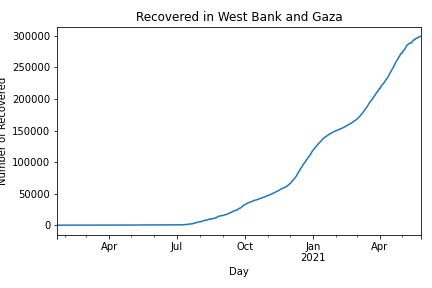 Recovered in West Bank and Gaza
Number of Recovered
300000
250000
200000
150000
100000
50000
0
Apr
Jul
Oct
Jan
2021
Apr
Day